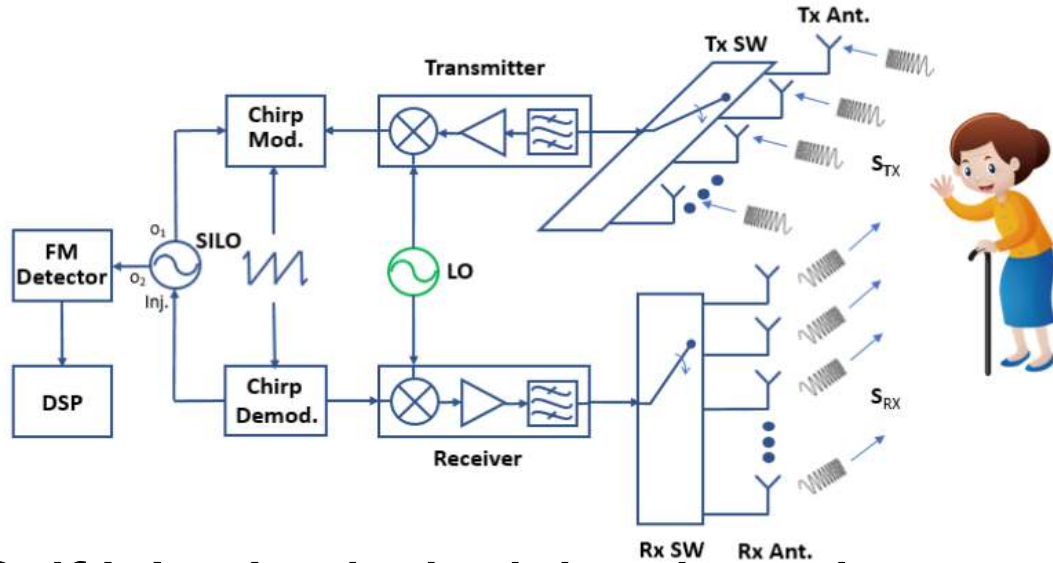 Tx Ant.
Tx SW
Transmitter
Chirp
Mod.
STX
O1
SILO
FM
Detector
O2
Inj.
LO
DSP
Chirp
Demod.
SRX
Receiver
Rx SW
Rx Ant.